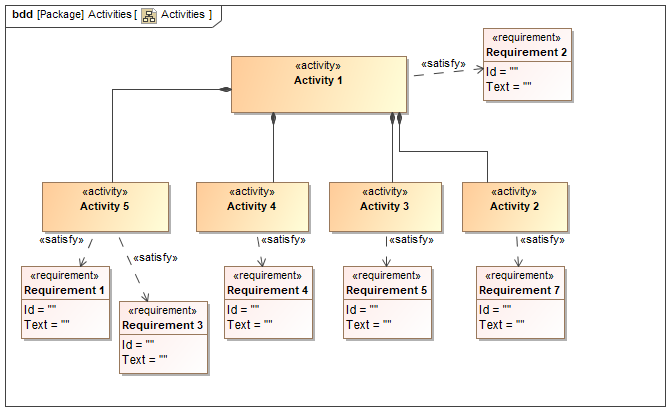 bdd [Package] Activities [ Activities ]
«requirement»
Requirement 2
Id = ""
Text = ""
«satisfy»
«activity»
Activity 1
«activity»
Activity 5
«activity»
Activity 4
«activity»
Activity 3
«activity»
Activity 2
«satisfy»
«satisfy»
«satisfy»
«satisfy»
«satisfy»
«requirement»
Requirement 1
Id = ""
Text = ""
«requirement»
Requirement 3
Id = ""
Text = ""
«requirement»
Requirement 4
Id = ""
Text = ""
«requirement»
Requirement 5
Id = ""
Text = ""
«requirement»
Requirement 7
Id = ""
Text = ""